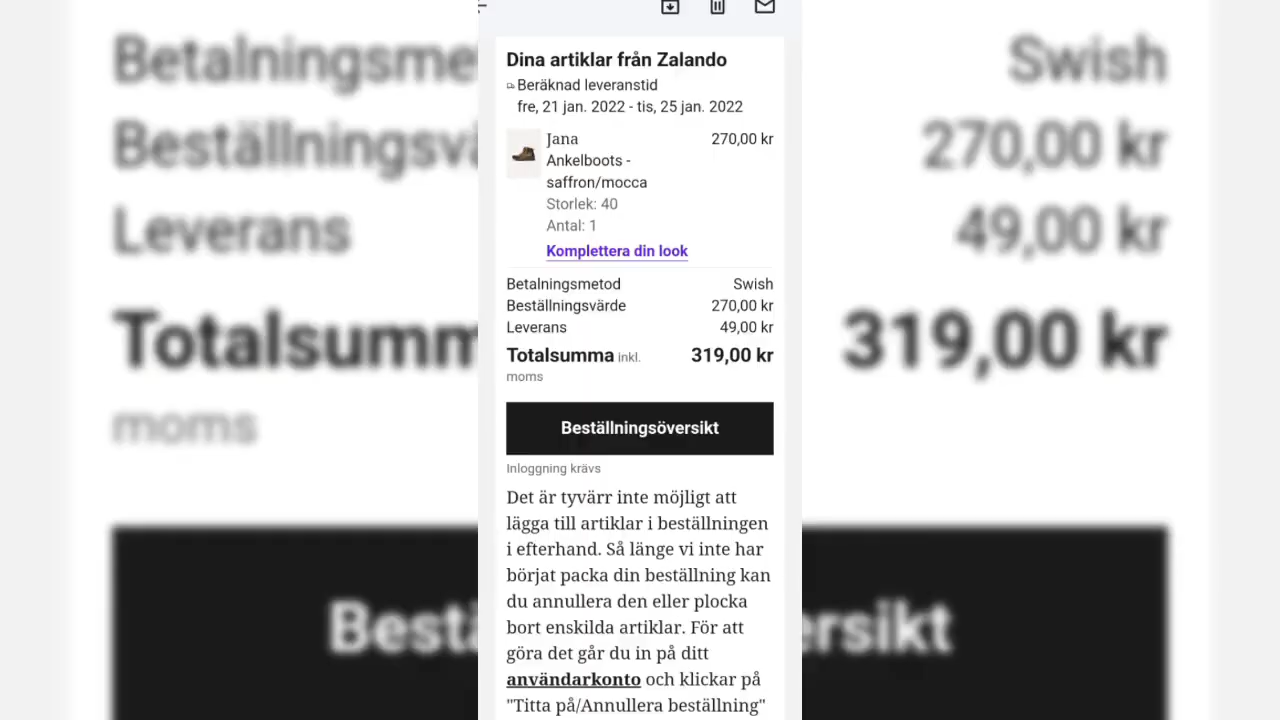 Dina artiklar från Zalando
Beräknad leveranstid
fre, 21 jan. 2022 - tis, 25 jan. 2022
Jana 270,00 kr
Ankelboots -
saffron/mocca
Storlek: 40
Antal: 1
Komplettera din look
Betalningsmetod Swish
Beställningsvärde 270,00 kr
Leverans 49,00 kr
Totalsumma inkl. 319,00 kr
moms
Beställningsöversikt
Inloggning krävs
Det är tyvärr inte möjligt att
lägga till artiklar i beställningen
i efterhand. Så länge vi inte har
börjat packa din beställning kan
du annullera den eller plocka
bort enskilda artiklar. För att
göra det går du in på ditt
användarkonto och klickar på
"Titta på/Annullera beställning"